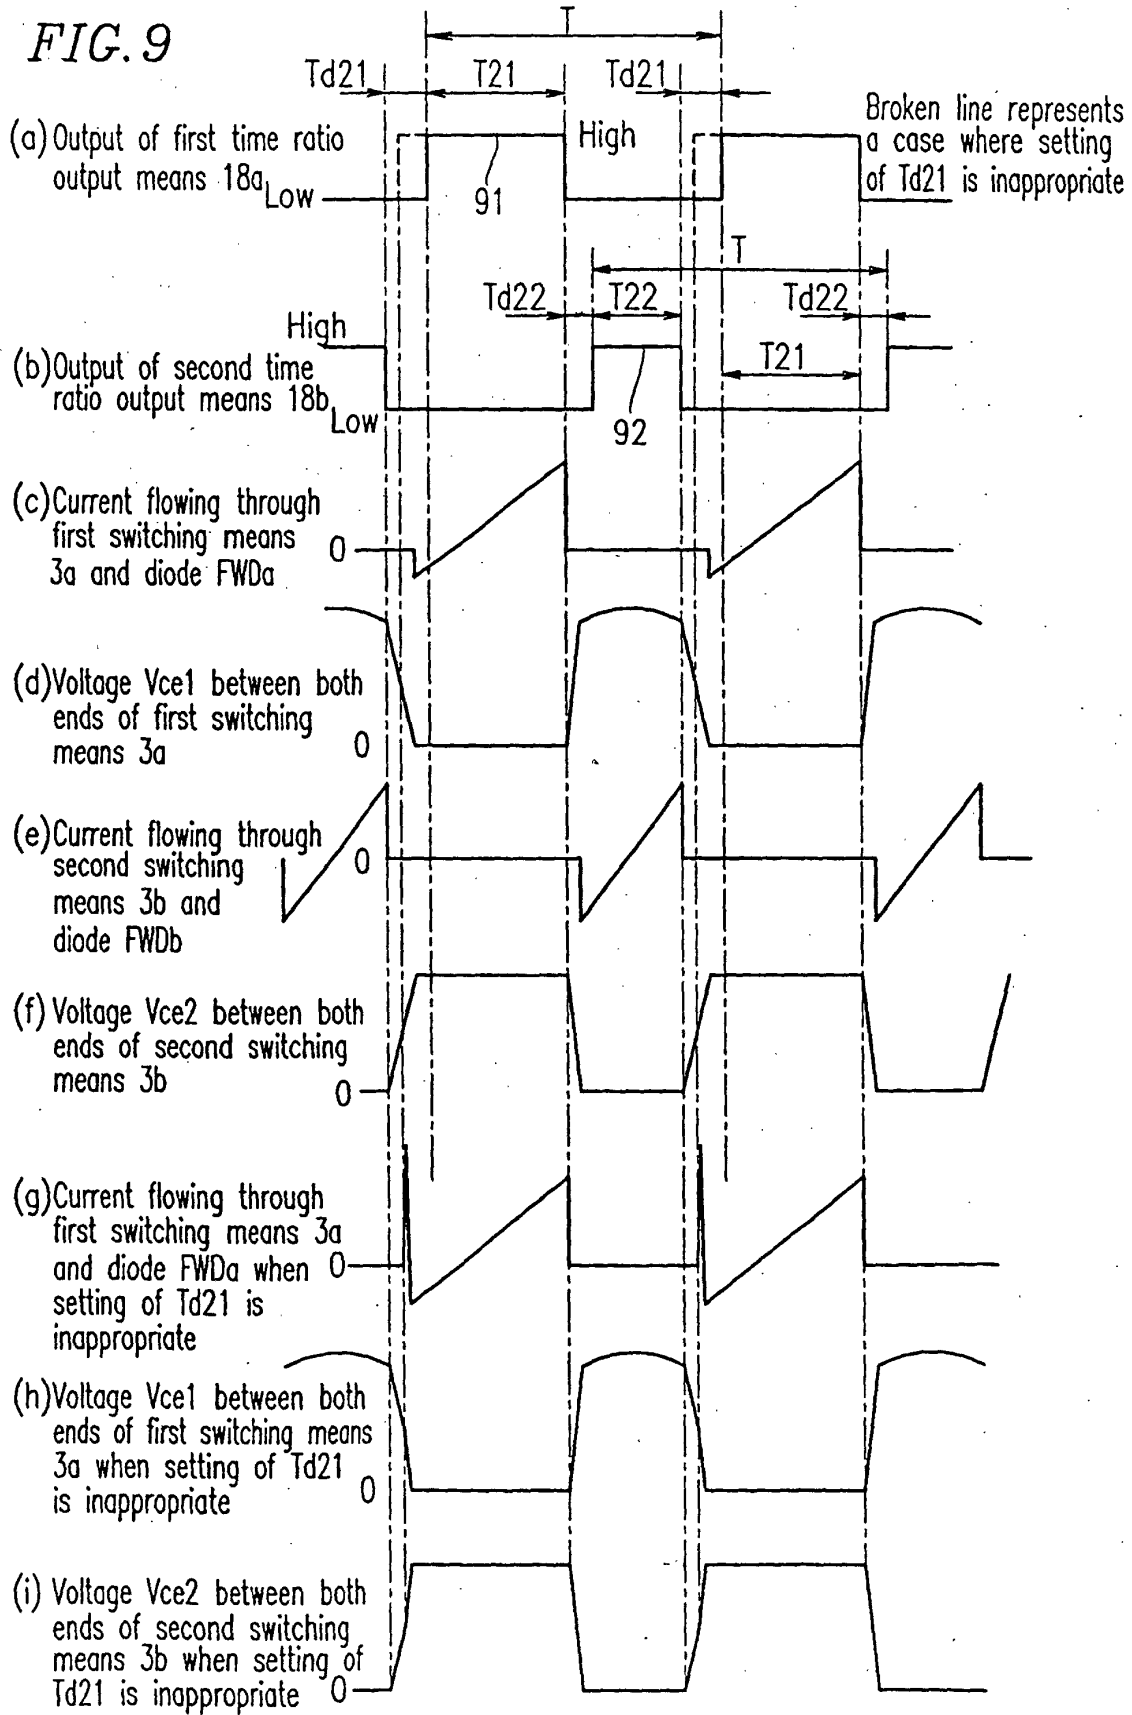 FIG. 9
T
Td21
T21
Td21
(a) Output of first time ratio
output means 18a
Low
High
91
Broken line represents
a case where setting
of Td21 is inappropriate
T
Td22
T22
Td22
High
(b) Output of second time
ratio output means 18b
Low
92
T21
(c) Current flowing through
first switching means
3a and diode FWDa
0
(d) Voltage Vce1 between both
ends of first switching
means 3a
0
(e) Current flowing through
second switching
means 3b and
diode FWDb
0
(f) Voltage Vce2 between both
ends of second switching
means 3b
0
(g) Current flowing through
first switching means 3a
and diode FWDa when
setting of Td21 is
inappropriate
0
(h) Voltage Vce1 between both
ends of first switching means
3a when setting of Td21
is inappropriate
0
(i) Voltage Vce2 between both
ends of second switching
means 3b when setting of
Td21 is inappropriate
0